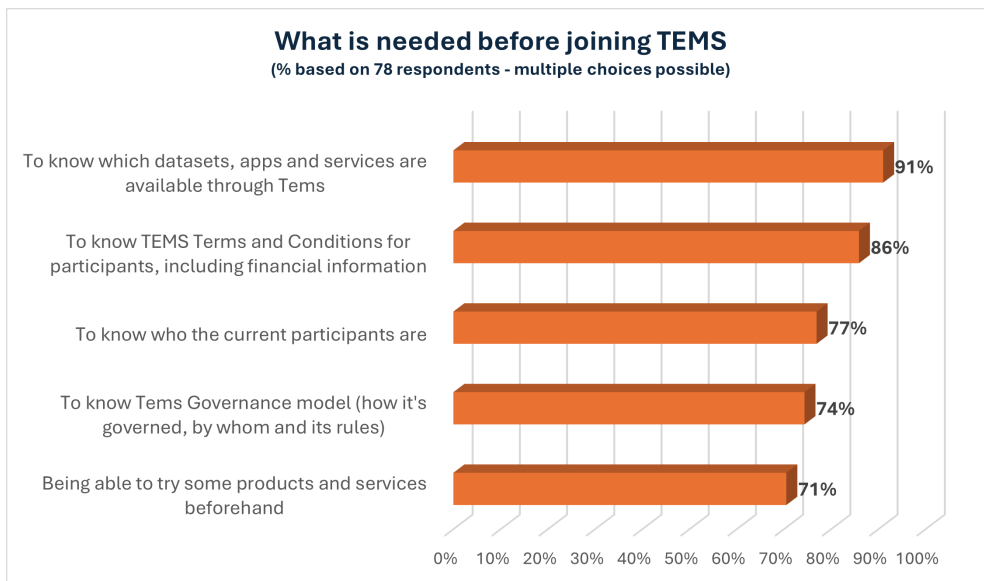 What is needed before joining TEMS
(% based on 78 respondents - multiple choices possible)
To know which datasets, apps and services are
available through Tems
91%
To know TEMS Terms and Conditions for
participants, including financial information
86%
To know who the current participants are
77%
To know Tems Governance model (how it's
governed, by whom and its rules)
74%
Being able to try some products and services
beforehand
71%
0% 10% 20% 30% 40% 50% 60% 70% 80% 90% 100%